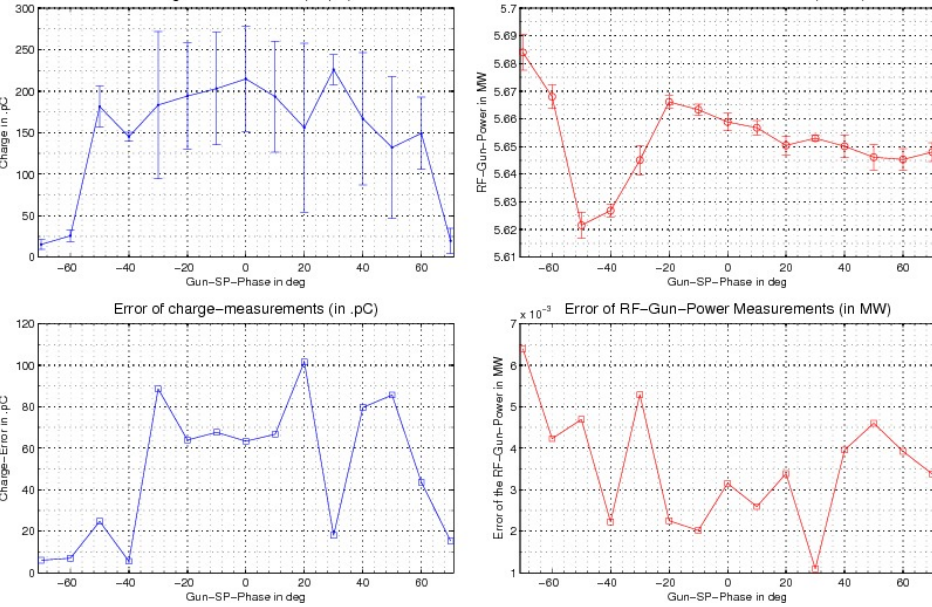 300
250
200
150
100
50
0
Charge in .pC
−60 −40 −20 0 20 40 60
Gun−SP−Phase in deg
5.7
5.69
5.68
5.67
5.66
5.65
5.64
5.63
5.62
5.61
RF−Gun−Power in MW
−60 −40 −20 0 20 40 60
Gun−SP−Phase in deg
Error of charge−measurements (in .pC)
120
100
80
60
40
20
0
Charge−Error in .pC
−60 −40 −20 0 20 40 60
Gun−SP−Phase in deg
x 10⁻³ Error of RF−Gun−Power Measurements (in MW)
7
6
5
4
3
2
1
Error of the RF−Gun−Power in MW
−60 −40 −20 0 20 40 60
Gun−SP−Phase in deg